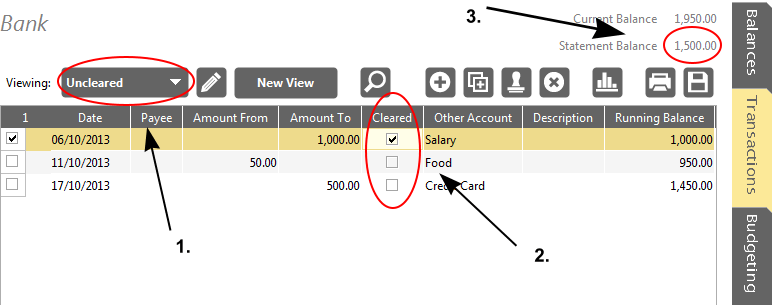 Bank
3.
Current Balance 1,950.00
Statement Balance 1,500.00
Viewing: Uncleared New View
1 Date Payee Amount From Amount To Cleared Other Account Description Running Balance
06/10/2013 1,000.00 Salary 1,000.00
11/10/2013 50.00 Food 950.00
17/10/2013 500.00 Credit Card 1,450.00
1.
2.
Balances
Transactions
Budgeting